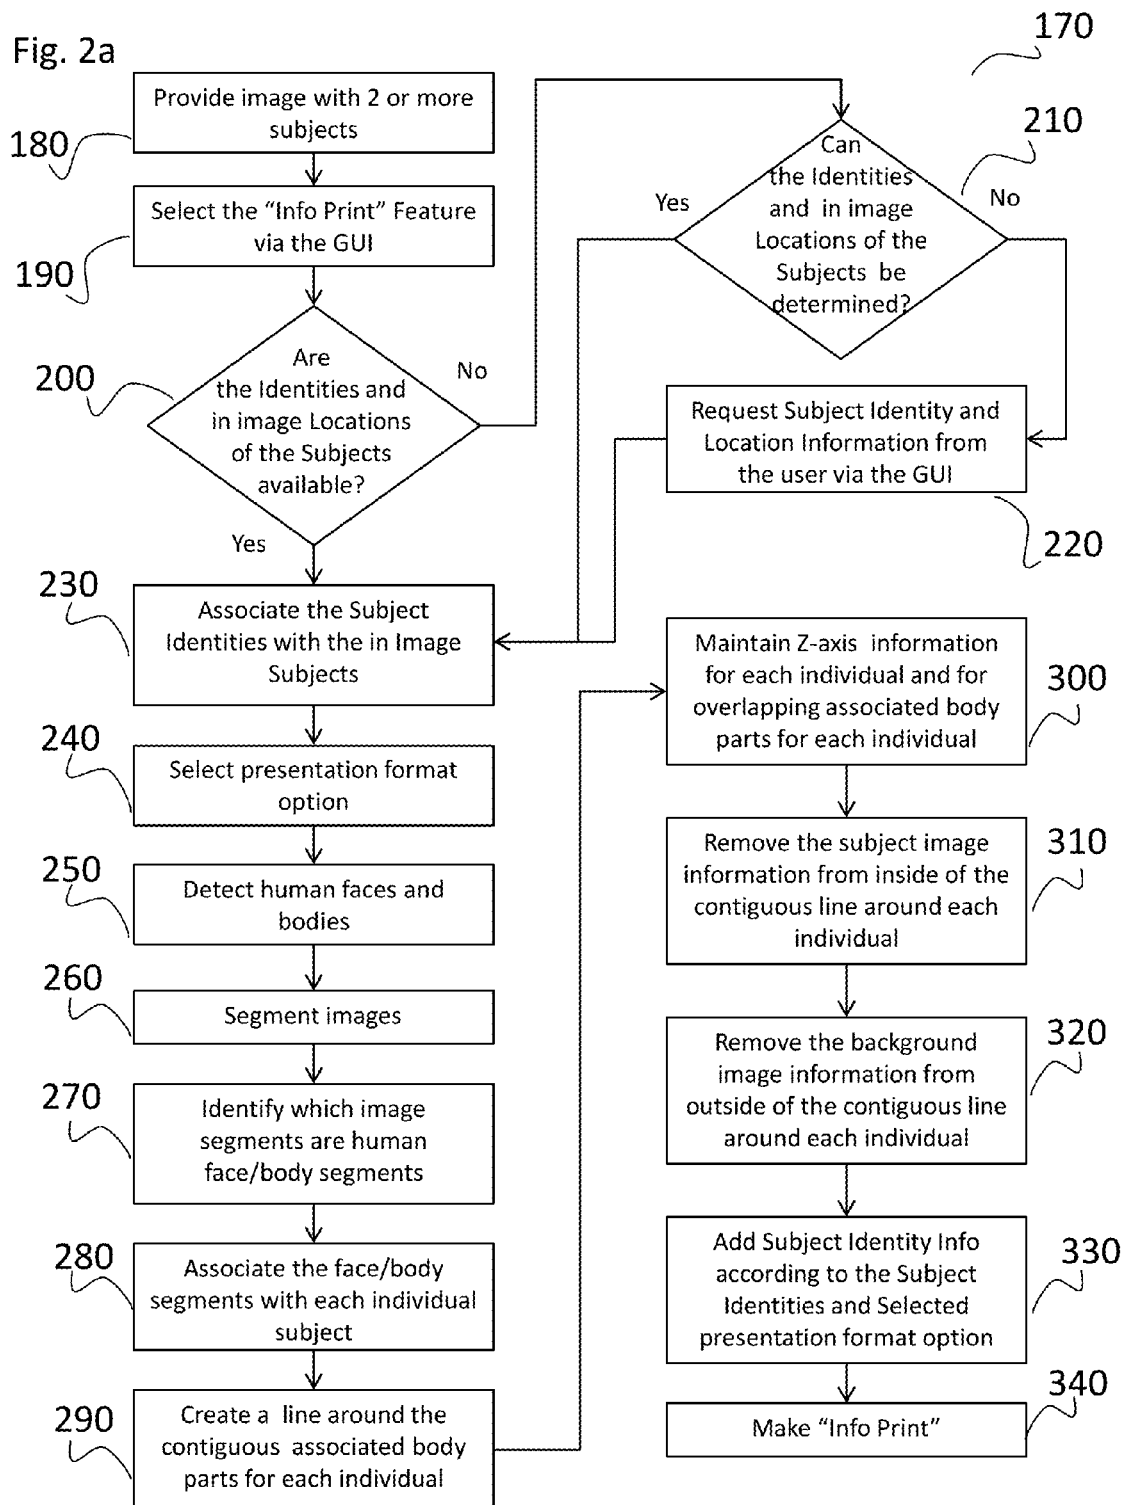 Fig. 2a
170
Provide image with 2 or more
subjects
180
Select the “Info Print” Feature
via the GUI
190
Are
the Identities and
in image Locations
of the Subjects
available?
200
No
Yes
Can
the Identities
and in image
Locations of the
Subjects be
determined?
210
Yes
No
Request Subject Identity and
Location Information from
the user via the GUI
220
230
Associate the Subject
Identities with the in Image
Subjects
240
Select presentation format
option
250
Detect human faces and
bodies
260
Segment images
270
Identify which image
segments are human
face/body segments
280
Associate the face/body
segments with each individual
subject
290
Create a line around the
contiguous associated body
parts for each individual
Maintain Z-axis information
for each individual and for
overlapping associated body
parts for each individual
300
Remove the subject image
information from inside of the
contiguous line around each
individual
310
Remove the background
image information from
outside of the contiguous line
around each individual
320
Add Subject Identity Info
according to the Subject
Identities and Selected
presentation format option
330
Make “Info Print”
340